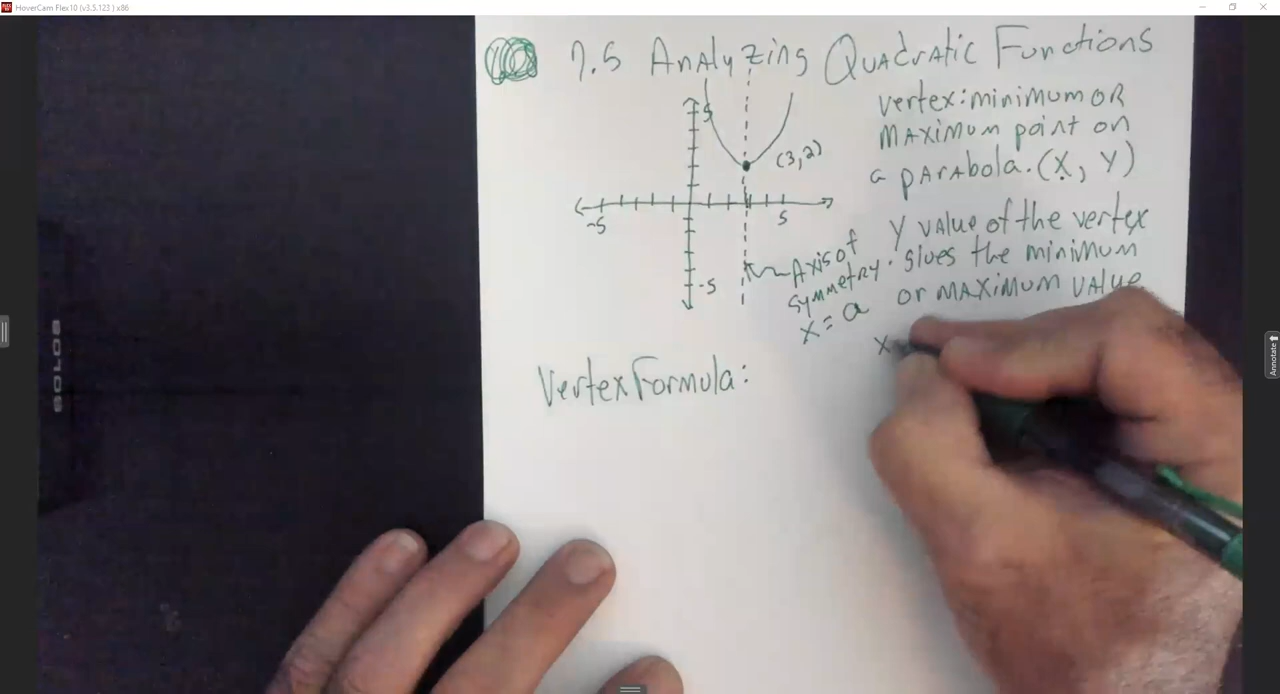 HoverCam Flex10 (v3.5.123) x86
7.5 Analyzing Quadratic Functions
vertex: minimum OR
maximum point on
a parabola. (X, Y)
Y value of the vertex
gives the minimum
or maximum value
x
5
(3,2)
-5
5
-5
Axis of
symmetry.
x = a
Vertex Formula:
SOLO8
Annotate